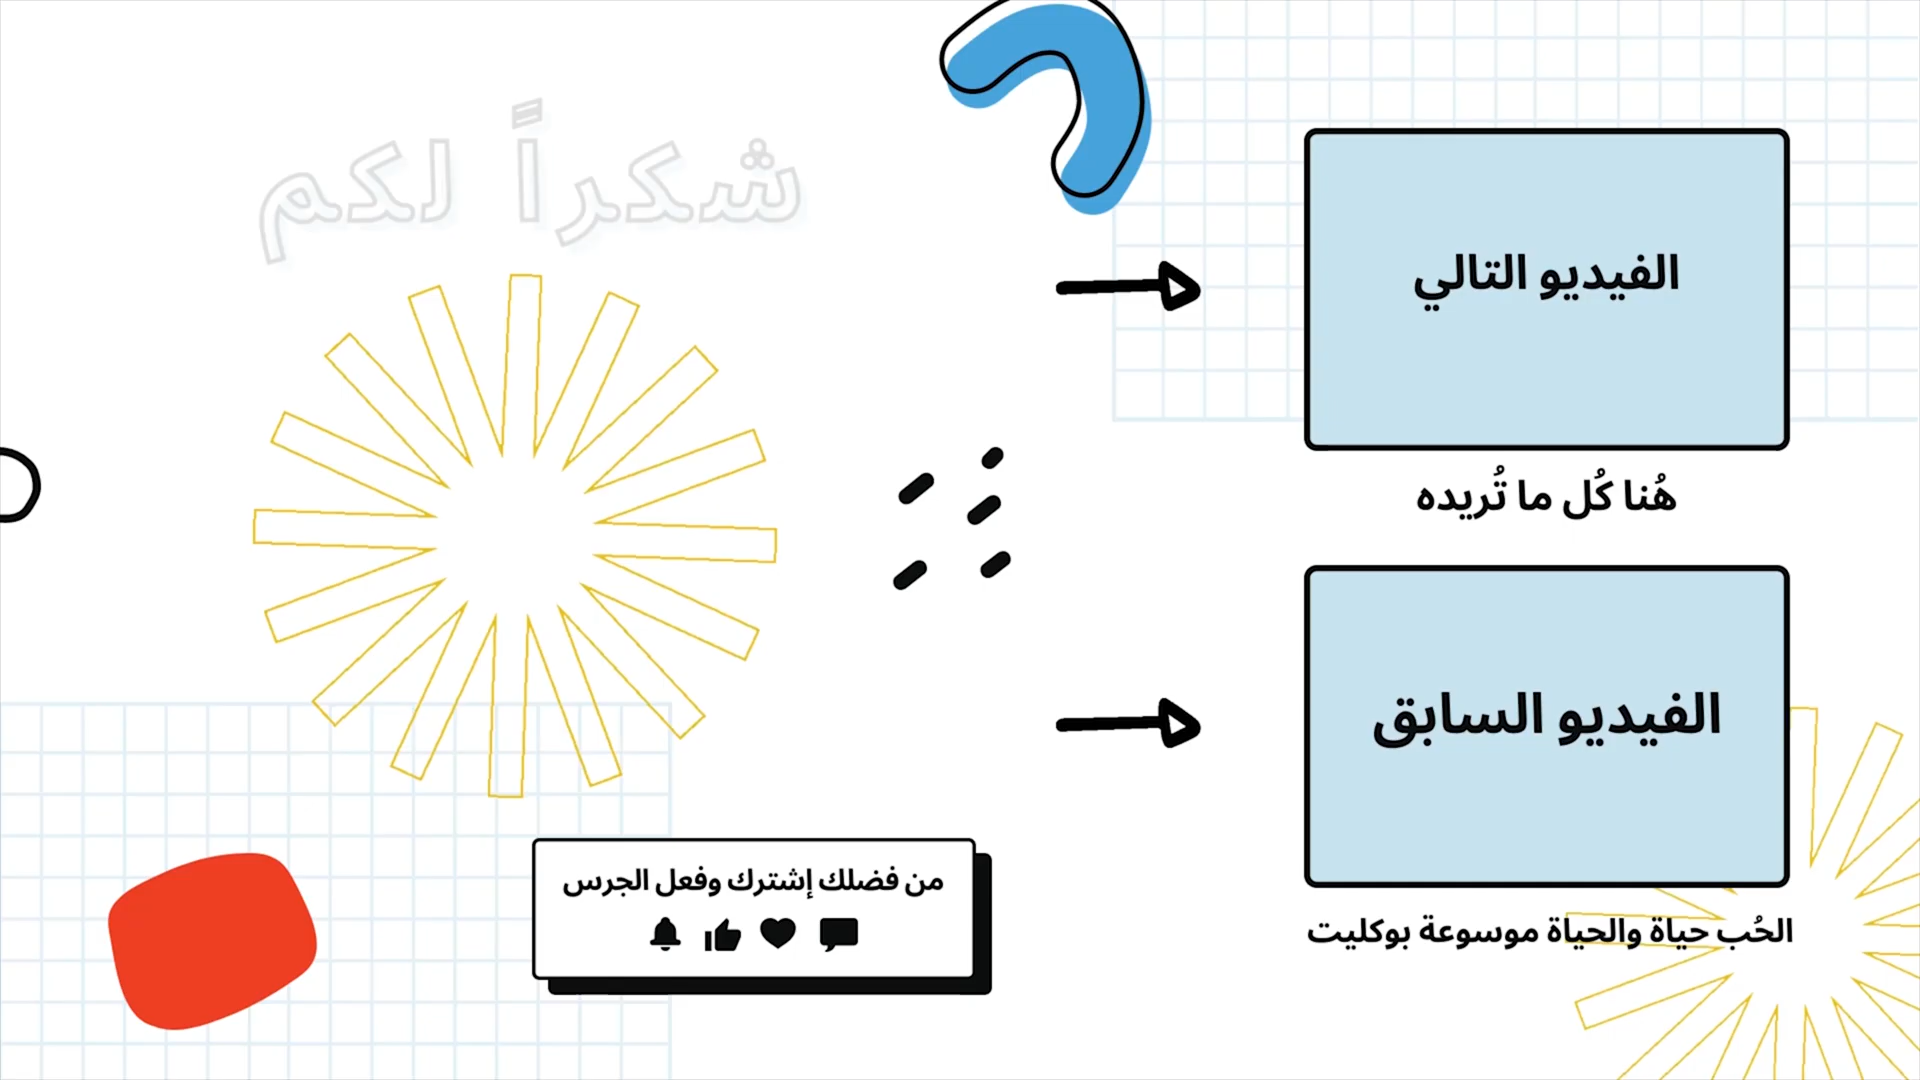 شكراً لكم
الفيديو التالي
هُنا كُل ما تُريده
الفيديو السابق
الحُب حياة والحياة موسوعة بوكليت
من فضلك إشترك وفعل الجرس